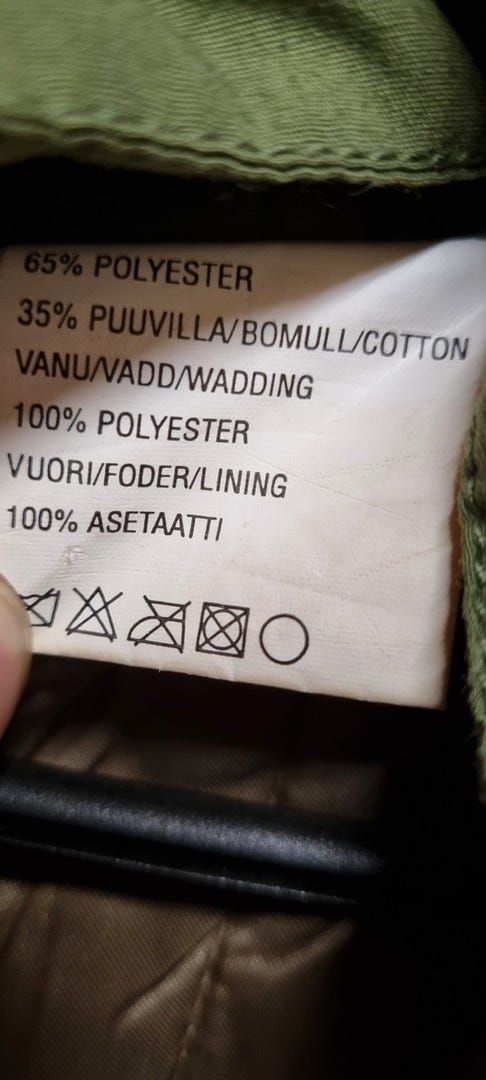 65% POLYESTER
35% PUUVILLA/BOMULL/COTTON
VANU/VADD/WADDING
100% POLYESTER
VUORI/FODER/LINING
100% ASETAATTI